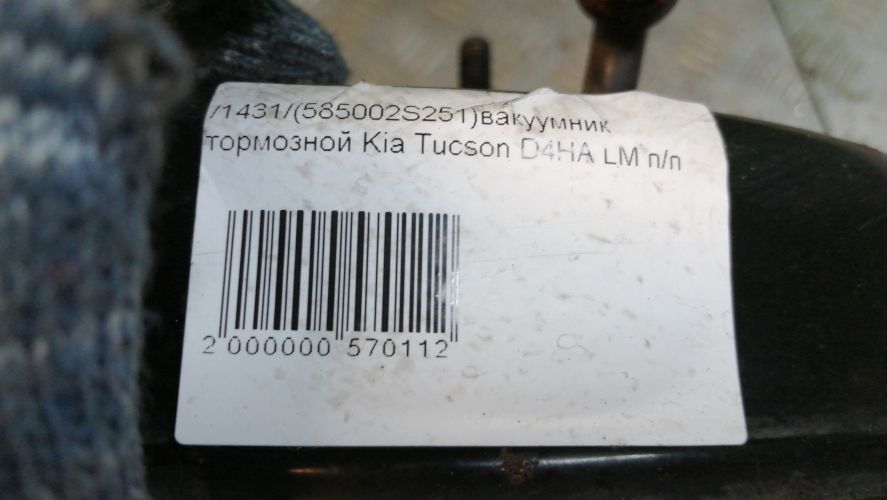 /1431/(585002S251)вакуумник
тормозной Kia Tucson D4HA LM п/п
2 000000 570112